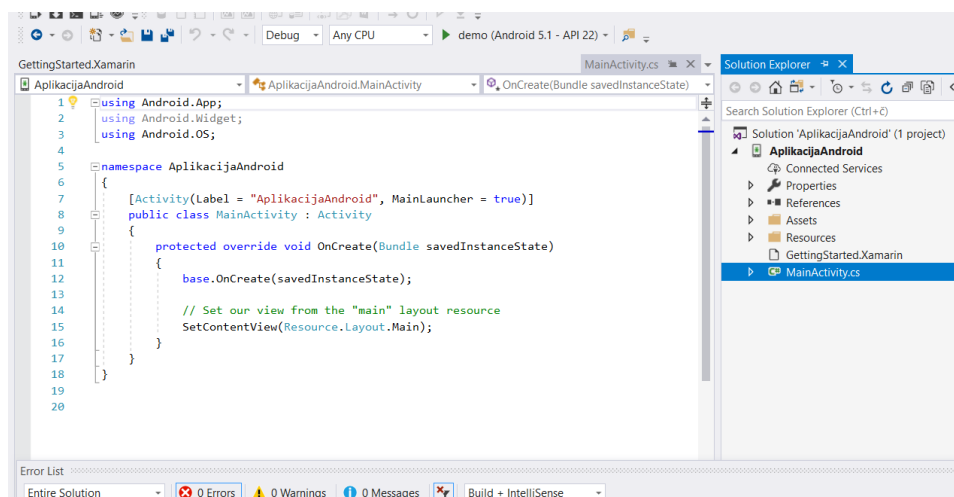 Debug Any CPU demo (Android 5.1 - API 22)
GettingStarted.Xamarin MainActivity.cs
AplikacijaAndroid AplikacijaAndroid.MainActivity OnCreate(Bundle savedInstanceState)
1 using Android.App;
2 using Android.Widget;
3 using Android.OS;
4
5 namespace AplikacijaAndroid
6 {
7 [Activity(Label = "AplikacijaAndroid", MainLauncher = true)]
8 public class MainActivity : Activity
9 {
10 protected override void OnCreate(Bundle savedInstanceState)
11 {
12 base.OnCreate(savedInstanceState);
13
14 // Set our view from the "main" layout resource
15 SetContentView(Resource.Layout.Main);
16 }
17 }
18 }
19
20
Solution Explorer
Search Solution Explorer (Ctrl+č)
Solution 'AplikacijaAndroid' (1 project)
AplikacijaAndroid
Connected Services
Properties
References
Assets
Resources
GettingStarted.Xamarin
MainActivity.cs
Error List
Entire Solution 0 Errors 0 Warnings 0 Messages Build + IntelliSense